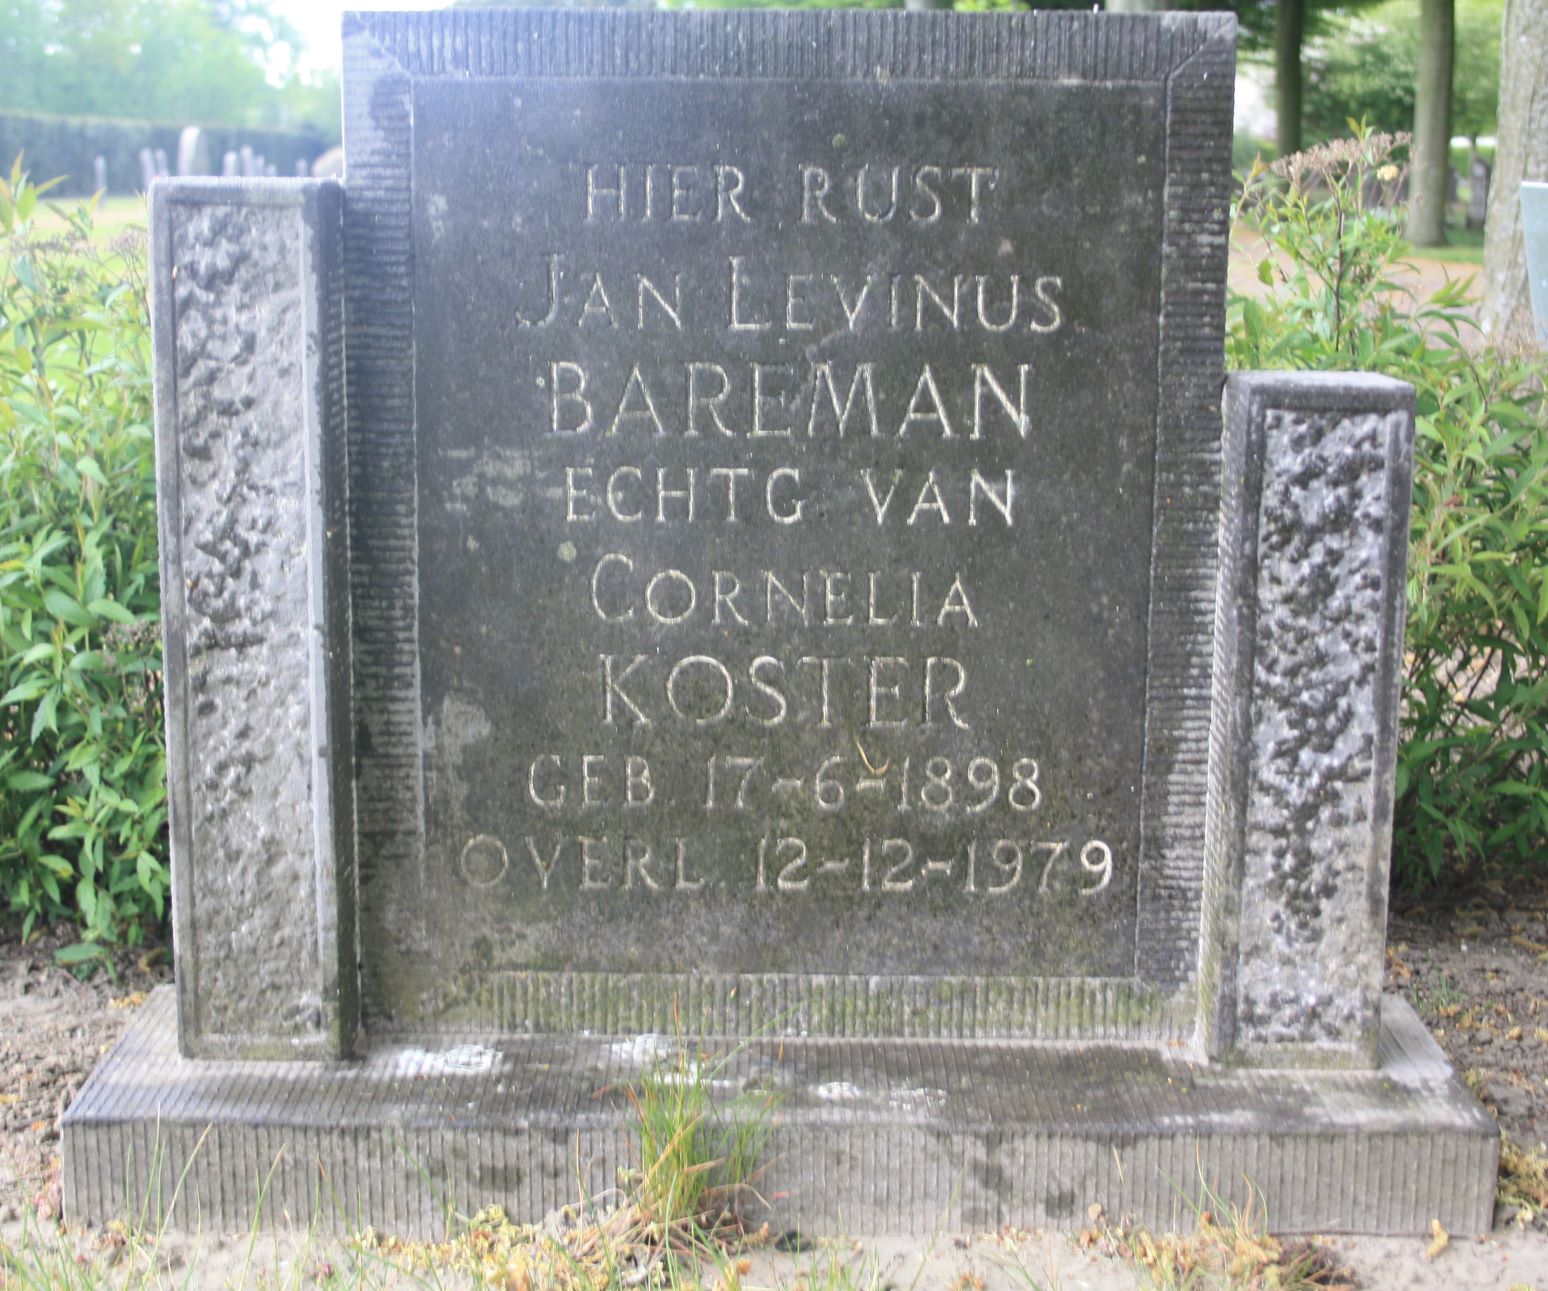 HIER RUST
JAN LEVINUS
BAREMAN
ECHTG VAN
CORNELIA
KOSTER
GEB. 17-6-1898
OVERL. 12-12-1979